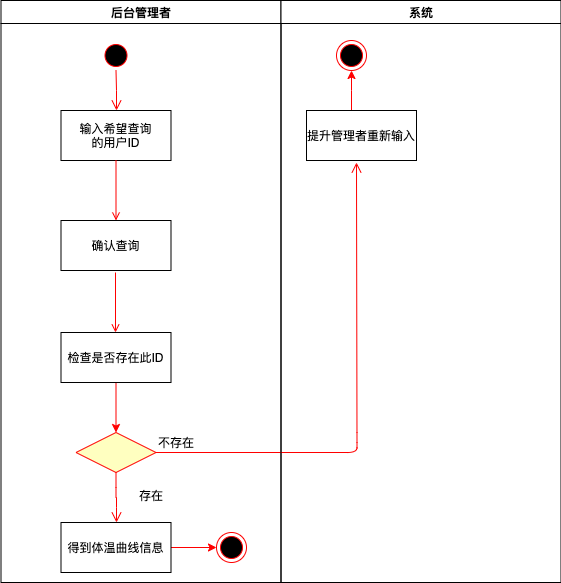 后台管理者
系统
输入希望查询
的用户ID
提升管理者重新输入
确认查询
检查是否存在此ID
不存在
存在
得到体温曲线信息